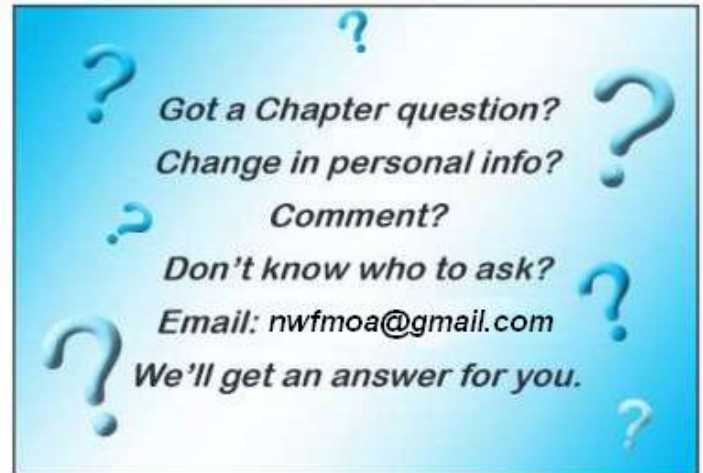 Got a Chapter question?
Change in personal info?
Comment?
Don't know who to ask?
Email: nwfmoa@gmail.com
We'll get an answer for you.